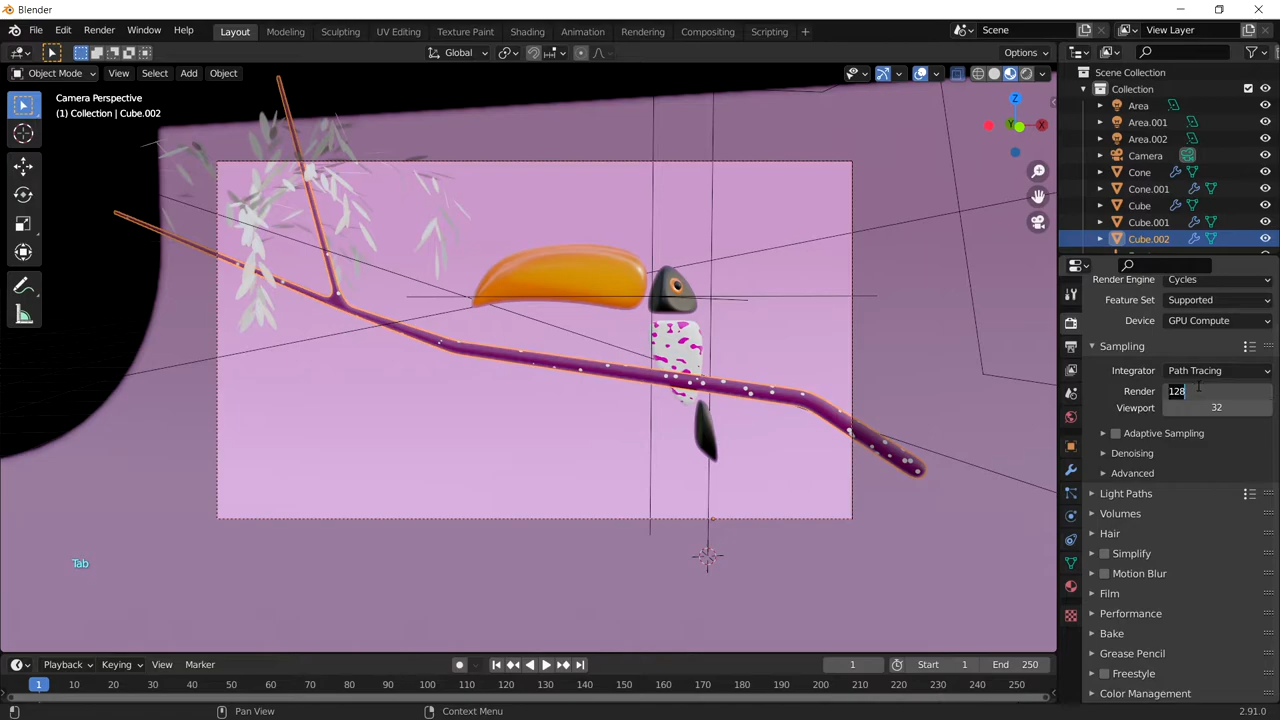 Blender
File Edit Render Window Help Layout Modeling Sculpting UV Editing Texture Paint Shading Animation Rendering Compositing Scripting + Scene View Layer
Global Options
Object Mode View Select Add Object
Camera Perspective
(1) Collection | Cube.002
Z
Y
X
Tab
Scene Collection
Collection
Area
Area.001
Area.002
Camera
Cone
Cone.001
Cube
Cube.001
Cube.002
Render Engine Cycles
Feature Set Supported
Device GPU Compute
Sampling
Integrator Path Tracing
Render 128
Viewport 32
Adaptive Sampling
Denoising
Advanced
Light Paths
Volumes
Hair
Simplify
Motion Blur
Film
Performance
Bake
Grease Pencil
Freestyle
Color Management
Playback Keying View Marker 1 Start 1 End 250
1 10 20 30 40 50 60 70 80 90 100 110 120 130 140 150 160 170 180 190 200 210 220 230 240 250
Select Pan View Context Menu 2.91.0